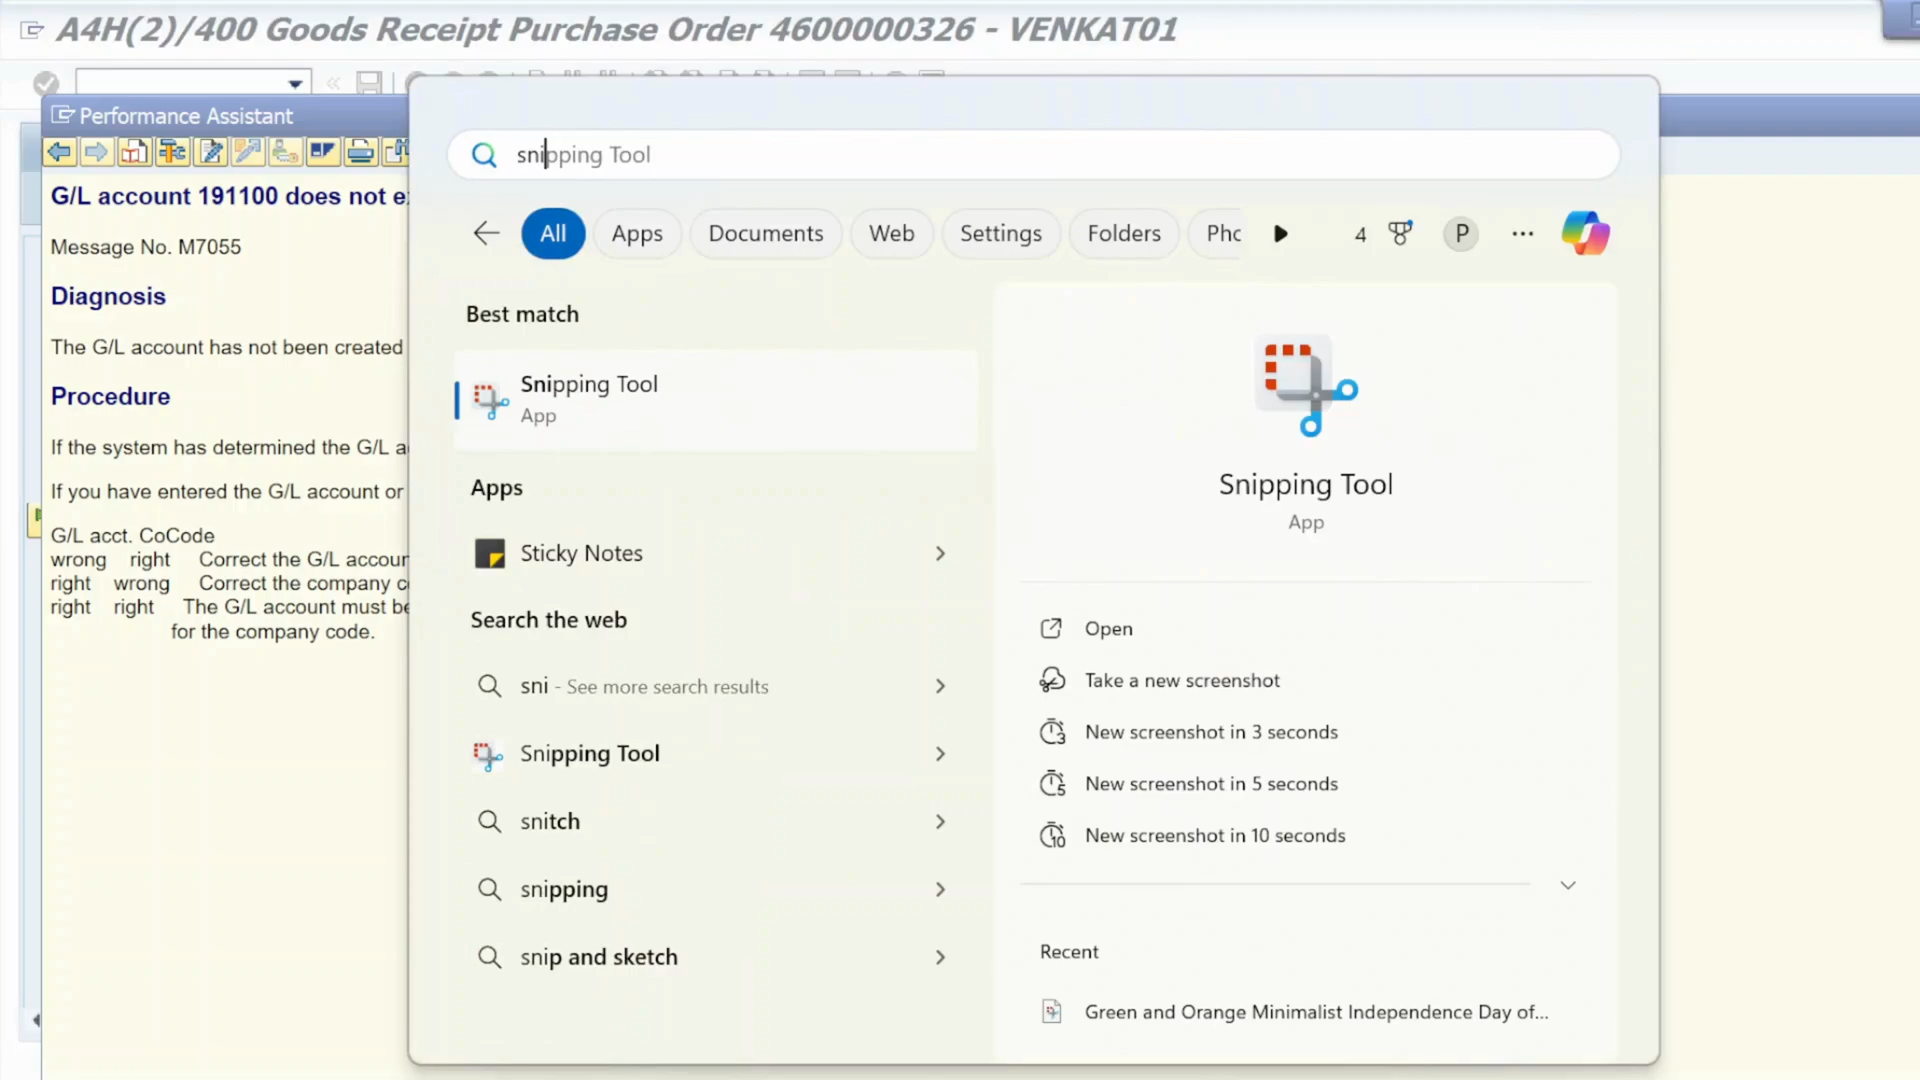 A4H(2)/400 Goods Receipt Purchase Order 4600000326 - VENKAT01
Performance Assistant
G/L account 191100 does not
Message No. M7055
Diagnosis
The G/L account has not been created
Procedure
If the system has determined the G/L
If you have entered the G/L account or
G/L acct. CoCode
wrong right Correct the G/L
right wrong Correct the company
right right The G/L account must be
for the company code.
snipping Tool
All
Apps
Documents
Web
Settings
Folders
Pho
4
P
Best match
Snipping Tool
App
Apps
Sticky Notes
Search the web
sni - See more search results
Snipping Tool
snitch
snipping
snip and sketch
Snipping Tool
App
Open
Take a new screenshot
3
New screenshot in 3 seconds
5
New screenshot in 5 seconds
10
New screenshot in 10 seconds
Recent
Green and Orange Minimalist Independence Day of...